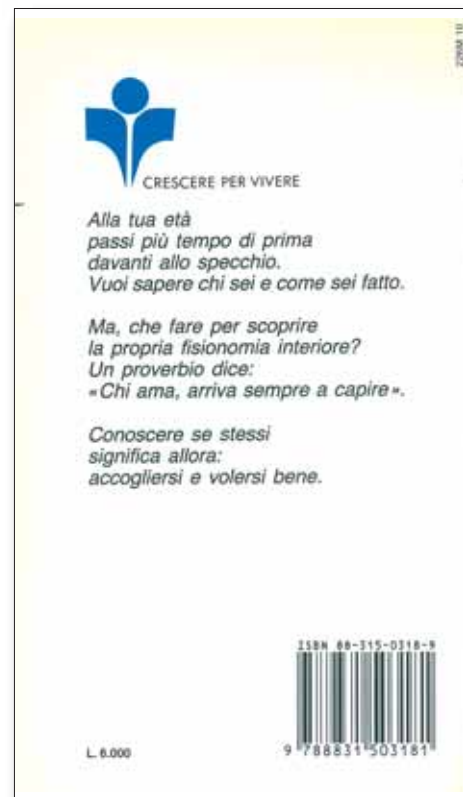 CRESCERE PER VIVERE
Alla tua età
passi più tempo di prima
davanti allo specchio.
Vuoi sapere chi sei e come sei fatto.
Ma, che fare per scoprire
la propria fisionomia interiore?
Un proverbio dice:
«Chi ama, arriva sempre a capire».
Conoscere se stessi
significa allora:
accogliersi e volersi bene.
ISBN 88-315-0318-9
L. 6.000
9 788831 503181